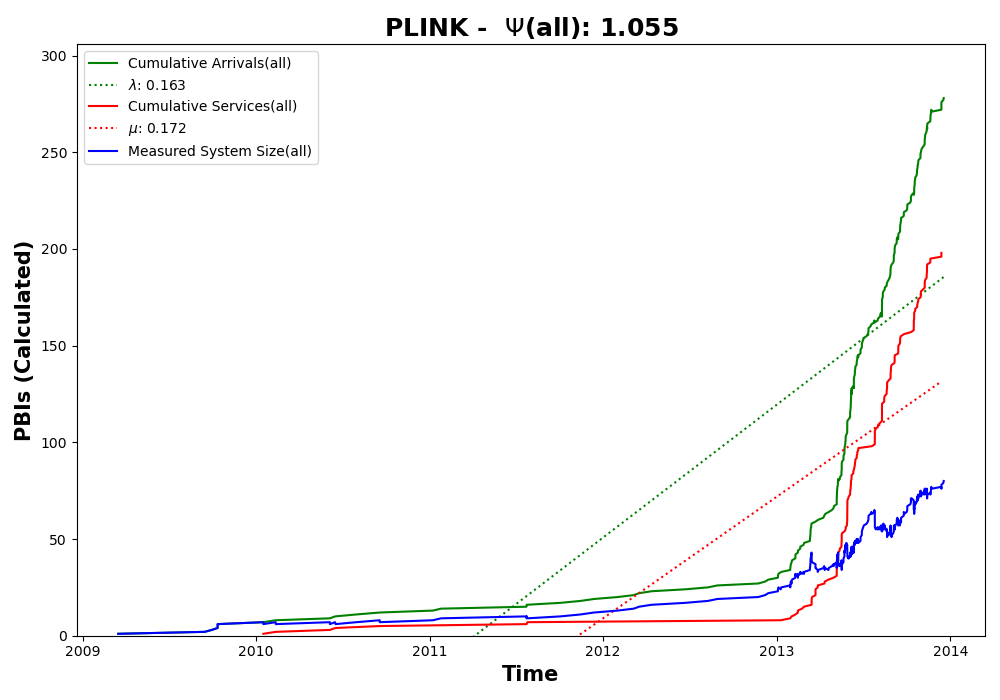 PLINK - Ψ(all): 1.055
Cumulative Arrivals(all)
λ: 0.163
Cumulative Services(all)
μ: 0.172
Measured System Size(all)
PBIs (Calculated)
300
250
200
150
100
50
0
2009 2010 2011 2012 2013 2014
Time